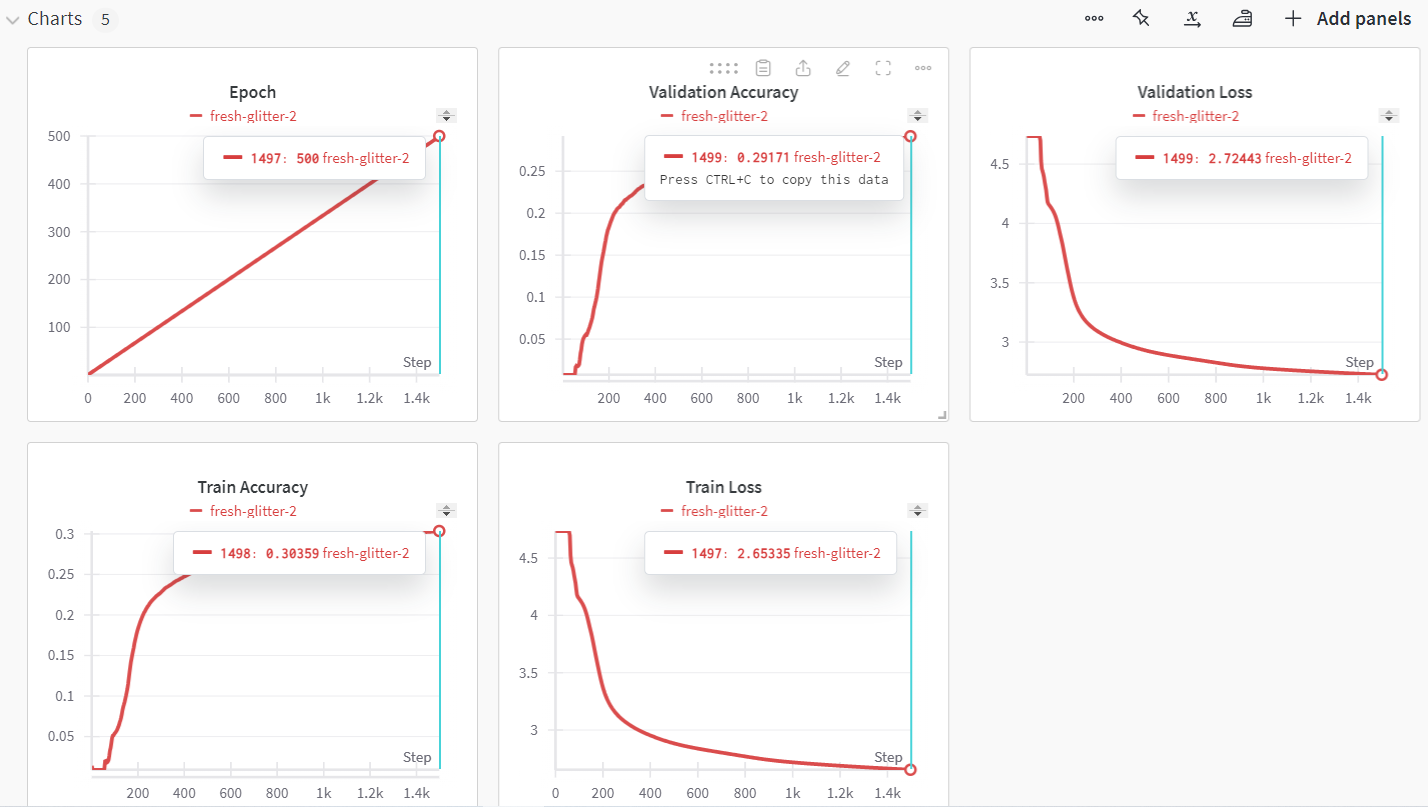 Charts 5
Add panels
Epoch
fresh-glitter-2
500
400
300
200
100
1497: 500 fresh-glitter-2
Step
0 200 400 600 800 1k 1.2k 1.4k
Validation Accuracy
fresh-glitter-2
0.25
0.2
0.15
0.1
0.05
1499: 0.29171 fresh-glitter-2
Press CTRL+C to copy this data
Step
200 400 600 800 1k 1.2k 1.4k
Validation Loss
fresh-glitter-2
4.5
4
3.5
3
1499: 2.72443 fresh-glitter-2
Step
200 400 600 800 1k 1.2k 1.4k
Train Accuracy
fresh-glitter-2
0.3
0.25
0.2
0.15
0.1
0.05
1498: 0.30359 fresh-glitter-2
Step
200 400 600 800 1k 1.2k 1.4k
Train Loss
fresh-glitter-2
4.5
4
3.5
3
1497: 2.65335 fresh-glitter-2
Step
0 200 400 600 800 1k 1.2k 1.4k